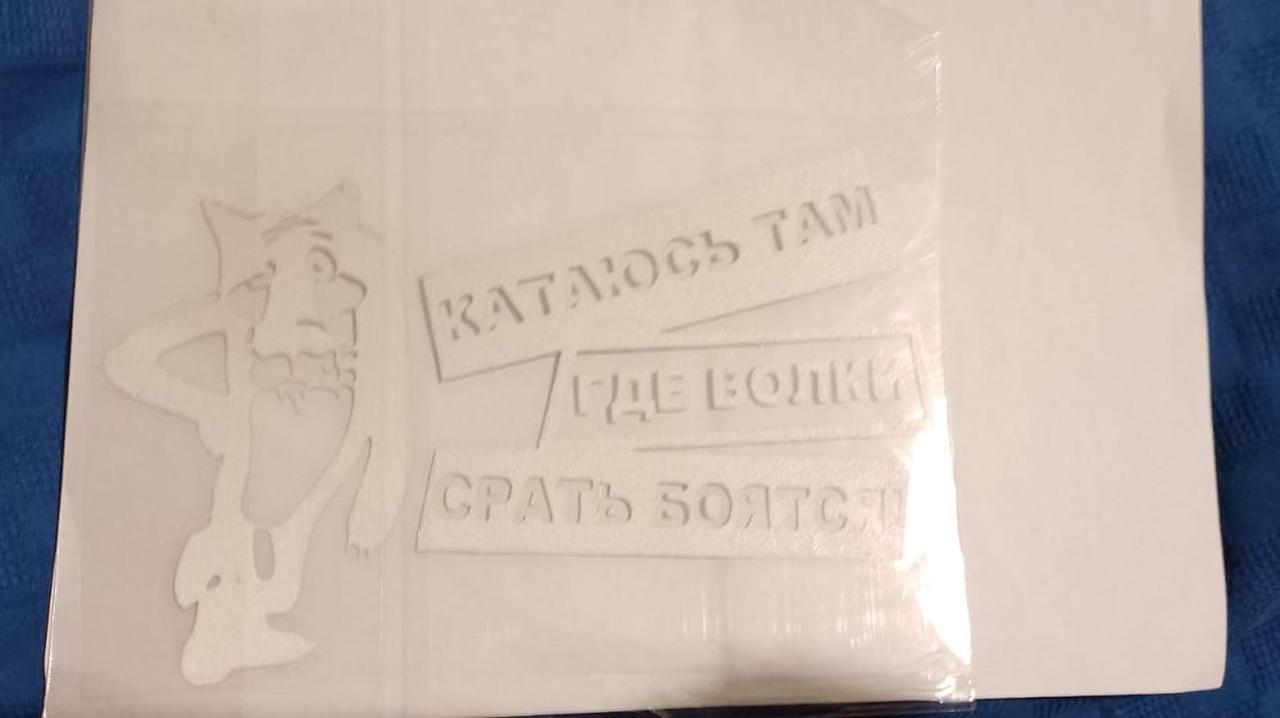 КАТАЮСЬ ТАМ
ГДЕ ВОЛКИ
СРАТЬ БОЯТСЯ!